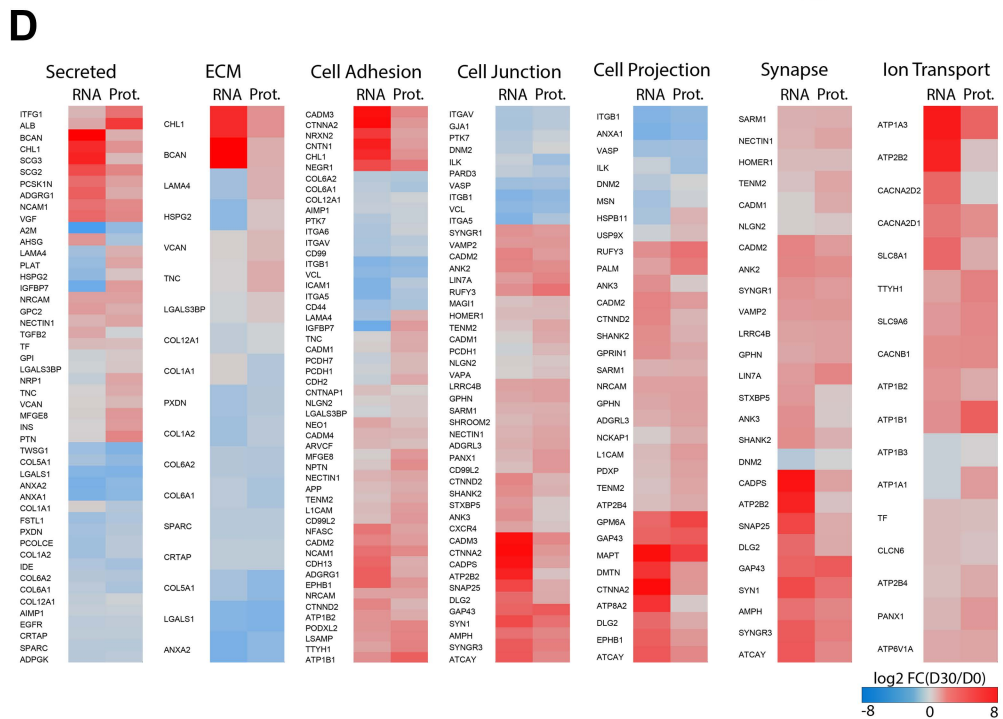 D
Secreted
RNA Prot.
ITFG1
ALB
BCAN
CHL1
SCG3
SCG2
PCSK1N
ADGRG1
NCAM1
VGF
A2M
AHSG
LAMA4
PLAT
HSPG2
IGFBP7
NRCAM
GPC2
NECTIN1
TGFB2
TF
GPI
LGALS3BP
NRP1
TNC
VCAN
MFGE8
INS
PTN
TWSG1
COL5A1
LGALS1
ANXA2
ANXA1
COL1A1
FSTL1
PXDN
PCOLCE
COL1A2
IDE
COL6A2
COL6A1
COL12A1
AIMP1
EGFR
CRTAP
SPARC
ADPGK
ECM
RNA Prot.
CHL1
BCAN
LAMA4
HSPG2
VCAN
TNC
LGALS3BP
COL12A1
COL1A1
PXDN
COL1A2
COL6A2
COL6A1
SPARC
CRTAP
COL5A1
LGALS1
ANXA2
Cell Adhesion
RNA Prot.
CADM3
CTNNA2
NRXN2
CNTN1
CHL1
NEGR1
COL6A2
COL6A1
COL12A1
AIMP1
PTK7
ITGA6
ITGAV
CD99
ITGB1
VCL
ICAM1
ITGA5
CD44
LAMA4
IGFBP7
TNC
CADM1
PCDH7
PCDH1
CDH2
CNTNAP1
NLGN2
LGALS3BP
NEO1
CADM4
ARVCF
MFGE8
NPTN
NECTIN1
APP
TENM2
L1CAM
CD99L2
NFASC
CADM2
NCAM1
CDH13
ADGRG1
EPHB1
NRCAM
CTNND2
ATP1B2
PODXL2
LSAMP
TTYH1
ATP1B1
Cell Junction
RNA Prot.
ITGAV
GJA1
PTK7
DNM2
ILK
PARD3
VASP
ITGB1
VCL
ITGA5
SYNGR1
VAMP2
CADM2
ANK2
LIN7A
RUFY3
MAGI1
HOMER1
TENM2
CADM1
PCDH1
NLGN2
VAPA
LRRC4B
GPHN
SARM1
SHROOM2
NECTIN1
ADGRL3
PANX1
CD99L2
CTNND2
SHANK2
STXBP5
ANK3
CXCR4
CADM3
CTNNA2
CADPS
ATP2B2
SNAP25
DLG2
GAP43
SYN1
AMPH
SYNGR3
ATCAY
Cell Projection
RNA Prot.
ITGB1
ANXA1
VASP
ILK
DNM2
MSN
HSPB11
USP9X
RUFY3
PALM
ANK3
CADM2
CTNND2
SHANK2
GPRIN1
SARM1
NRCAM
GPHN
ADGRL3
NCKAP1
L1CAM
PDXP
TENM2
ATP2B4
GPM6A
GAP43
MAPT
DMTN
CTNNA2
ATP8A2
DLG2
EPHB1
ATCAY
Synapse
RNA Prot.
SARM1
NECTIN1
HOMER1
TENM2
CADM1
NLGN2
CADM2
ANK2
SYNGR1
VAMP2
LRRC4B
GPHN
LIN7A
STXBP5
ANK3
SHANK2
DNM2
CADPS
ATP2B2
SNAP25
DLG2
GAP43
SYN1
AMPH
SYNGR3
ATCAY
Ion Transport
RNA Prot.
ATP1A3
ATP2B2
CACNA2D2
CACNA2D1
SLC8A1
TTYH1
SLC9A6
CACNB1
ATP1B2
ATP1B1
ATP1B3
ATP1A1
TF
CLCN6
ATP2B4
PANX1
ATP6V1A
log2 FC(D30/D0)
-8 0 8